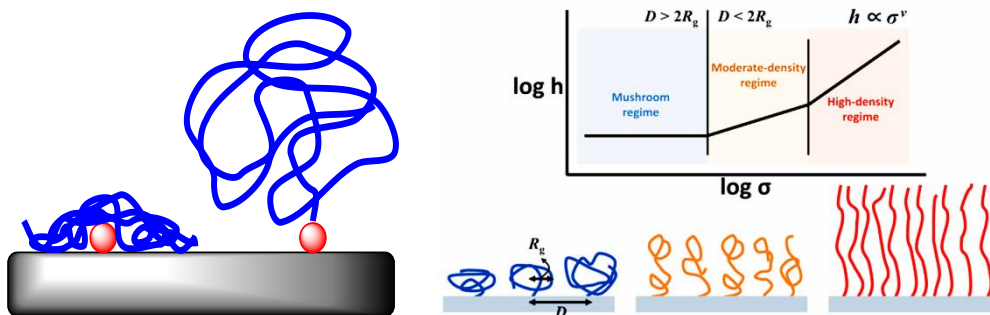 D > 2Rg
D < 2Rg
h ∝ σ^ν
Moderate-density
regime
log h
Mushroom
regime
High-density
regime
log σ
Rg
D